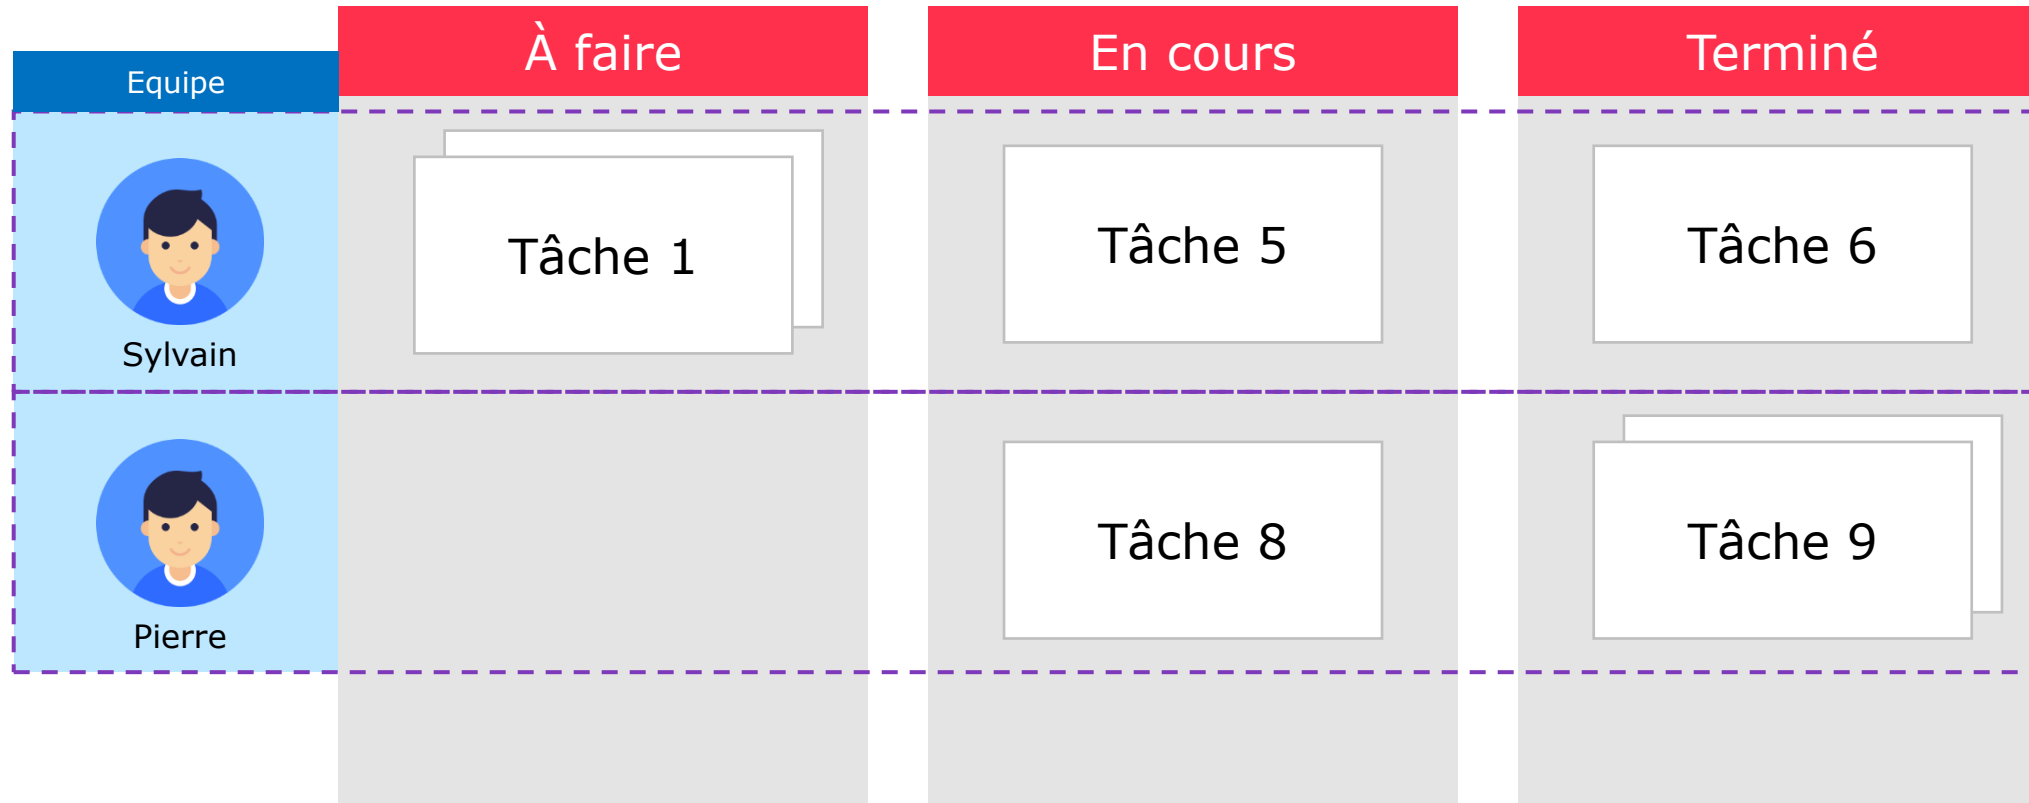 À faire
En cours
Terminé
Equipe
Tâche 1
Tâche 5
Tâche 6
Sylvain
Tâche 8
Tâche 9
Pierre